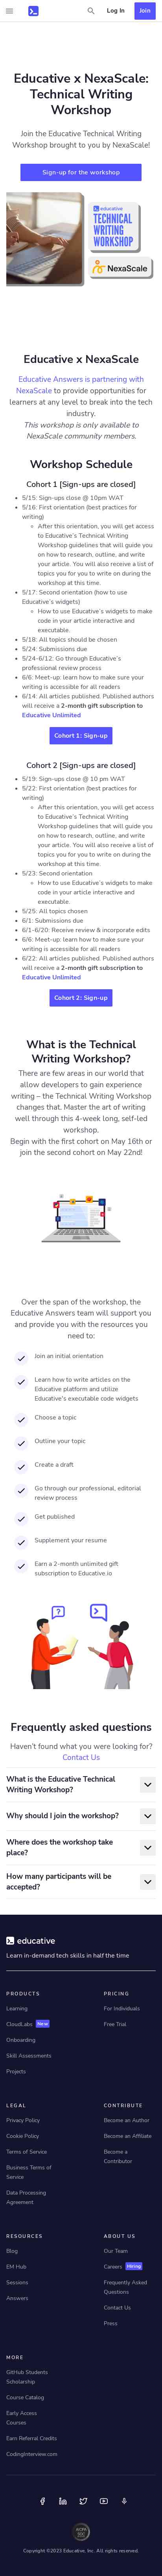 Log In
Join
Educative x NexaScale:
Technical Writing
Workshop
Join the Educative Technical Writing
Workshop brought to you by NexaScale!
Sign-up for the workshop
educative
TECHNICAL
WRITING
WORKSHOP
NexaScale
Educative x NexaScale
Educative Answers is partnering with
NexaScale to provide opportunities for
learners and early talent to level up and
break into the tech industry.
This workshop is only available to
NexaScale community members.
Workshop Schedule
Cohort 1 [Sign-ups are closed]
5/15: Sign-ups close @ 10pm WAT
5/16: First orientation (best practices for
writing)
After this orientation, you will get access
to Educative's Technical Writing
Workshop guidelines that will guide you
on how to research, outline, and write
your article. You will also receive a list of
topics for you to write on during the
workshop at this time.
5/17: Second orientation (how to use
Educative's widgets)
How to use Educative's widgets to make
code in your article interactive and
executable.
5/18: All topics should be chosen
5/24: Submissions due
5/24-6/12: Go through Educative's
professional review process
6/6: Meet-up: learn how to make sure your
writing is accessible for all readers
6/14: All articles published. Published authors
will receive a 2-month gift subscription to
Educative Unlimited
Cohort 1: Sign-up
Cohort 2 [Sign-ups are closed]
5/19: Sign-ups close @ 10 pm WAT
5/22: First orientation (best practices for
writing)
After this orientation, you will get access
to Educative's Technical Writing
Workshop guidelines that will guide you
on how to research, outline, and write
your article. You will also receive a list of
topics for you to write on during the
workshop at this time.
5/23: Second orientation
How to use Educative's widgets to make
code in your article interactive and
executable.
5/25: All topics chosen
6/1: Submissions due
6/1-6/20: Receive review & incorporate edits
6/6: Meet-up: learn how to make sure your
writing is accessible to all readers
6/22: All articles published. Published authors
will receive a 2-month gift subscription to
Educative Unlimited
Cohort 2: Sign-up
What is the Technical
Writing Workshop?
There are few areas in our world that
allow developers to gain experience
writing – the Technical Writing Workshop
changes that. Master the art of writing
with us, through a 4-week long, self-led
workshop.
Begin with the first cohort on May 16th or
join the second cohort on May 22nd!
Over the span of the workshop, the
Educative Answers team will support you
and provide you with the resources you
need to:
Join an initial orientation
Learn how to write articles on the
Educative platform and utilize
Educative's executable code widgets
Choose a topic
Outline your topic
Create a draft
Go through our professional, editorial
review process
Get published
Supplement your resume
Earn a 2-month unlimited gift
subscription to Educative.io
?
Frequently asked questions
Haven't found what you were looking for?
Contact Us
What is the Educative Technical
Writing Workshop?
Why should I join the workshop?
Where does the workshop take
place?
How many participants will be
accepted?
educative
Learn in-demand tech skills in half the time
PRODUCTS
Learning
CloudLabs New
Onboarding
Skill Assessments
Projects
PRICING
For Individuals
Free Trial
LEGAL
Privacy Policy
Cookie Policy
Terms of Service
Business Terms of
Service
Data Processing
Agreement
CONTRIBUTE
Become an Author
Become an Affiliate
Become a
Contributor
RESOURCES
Blog
EM Hub
Sessions
Answers
ABOUT US
Our Team
Careers Hiring
Frequently Asked
Questions
Contact Us
Press
MORE
GitHub Students
Scholarship
Course Catalog
Early Access
Courses
Earn Referral Credits
CodingInterview.com
Copyright ©2023 Educative, Inc. All rights reserved.